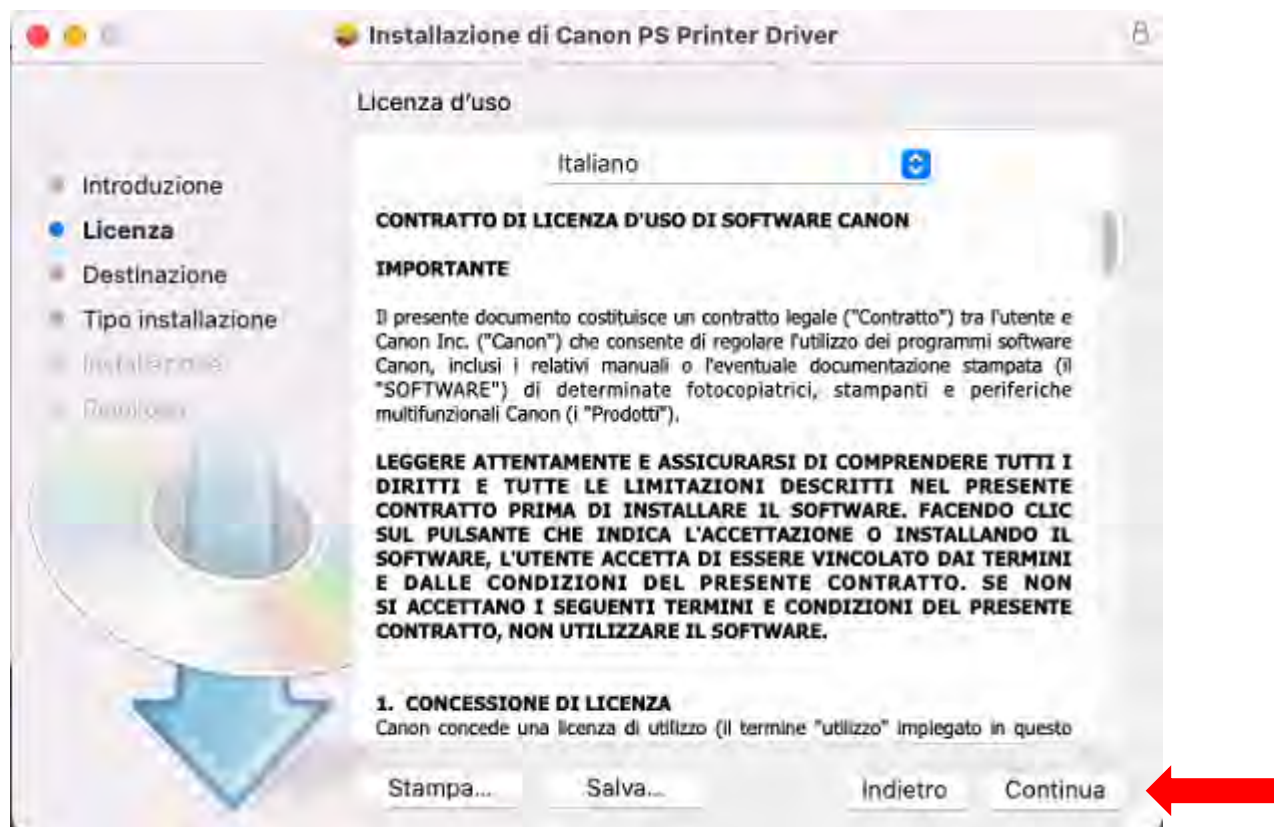 Installazione di Canon PS Printer Driver
Licenza d'uso
Introduzione
Licenza
Destinazione
Tipo installazione
Installazione
Riepilogo
Italiano
CONTRATTO DI LICENZA D'USO DI SOFTWARE CANON
IMPORTANTE
Il presente documento costituisce un contratto legale ("Contratto") tra l'utente e
Canon Inc. ("Canon") che consente di regolare l'utilizzo dei programmi software
Canon, inclusi i relativi manuali o l'eventuale documentazione stampata (il
"SOFTWARE") di determinate fotocopiatrici, stampanti e periferiche
multifunzionali Canon (i "Prodotti").
LEGGERE ATTENTAMENTE E ASSICURARSI DI COMPRENDERE TUTTI I
DIRITTI E TUTTE LE LIMITAZIONI DESCRITTI NEL PRESENTE
CONTRATTO PRIMA DI INSTALLARE IL SOFTWARE. FACENDO CLIC
SUL PULSANTE CHE INDICA L'ACCETTAZIONE O INSTALLANDO IL
SOFTWARE, L'UTENTE ACCETTA DI ESSERE VINCOLATO DAI TERMINI
E DALLE CONDIZIONI DEL PRESENTE CONTRATTO. SE NON
SI ACCETTANO I SEGUENTI TERMINI E CONDIZIONI DEL PRESENTE
CONTRATTO, NON UTILIZZARE IL SOFTWARE.
1. CONCESSIONE DI LICENZA
Canon concede una licenza di utilizzo (il termine "utilizzo" impiegato in questo
Stampa...
Salva...
Indietro
Continua